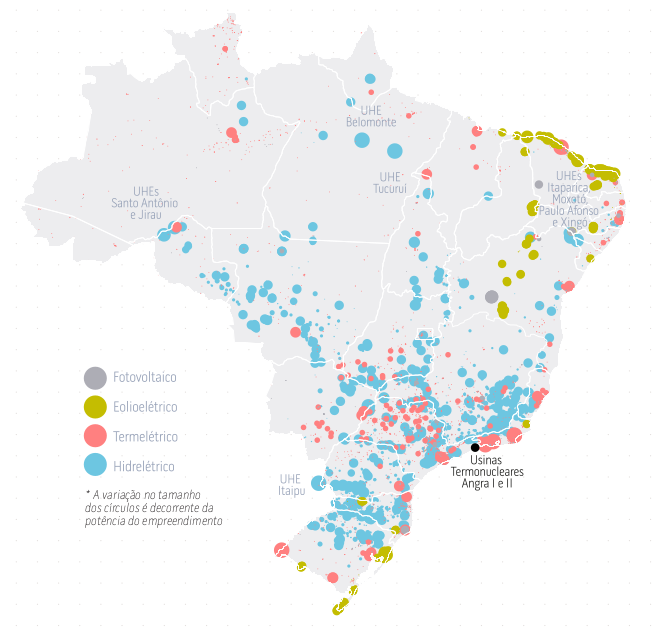 UHE
Belomonte
UHE
Tucuruí
UHEs
Itaparica,
Moxotó,
Paulo Afonso
e Xingó
UHEs
Santo Antônio
e Jirau
Fotovoltaico
Eolioelétrico
Termelétrico
Hidrelétrico
UHE
Itaipu
Usinas
Termonucleares
Angra I e II
* A variação no tamanho
dos círculos é decorrente da
potência do empreendimento